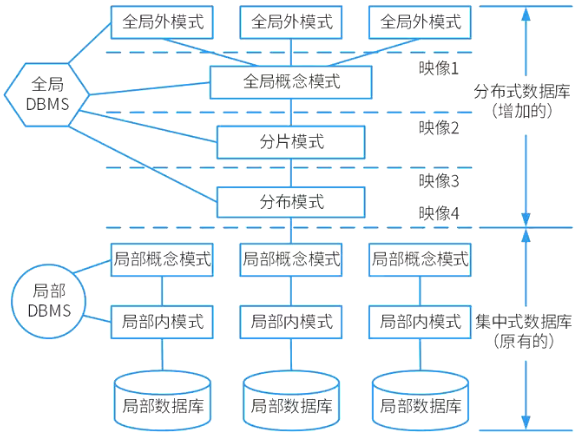 全局外模式
全局外模式
全局外模式
映像1
全局
DBMS
全局概念模式
分布式数据库
（增加的）
映像2
分片模式
映像3
分布模式
映像4
局部概念模式
局部概念模式
局部概念模式
局部
DBMS
局部内模式
局部内模式
局部内模式
集中式数据库
（原有的）
局部数据库
局部数据库
局部数据库